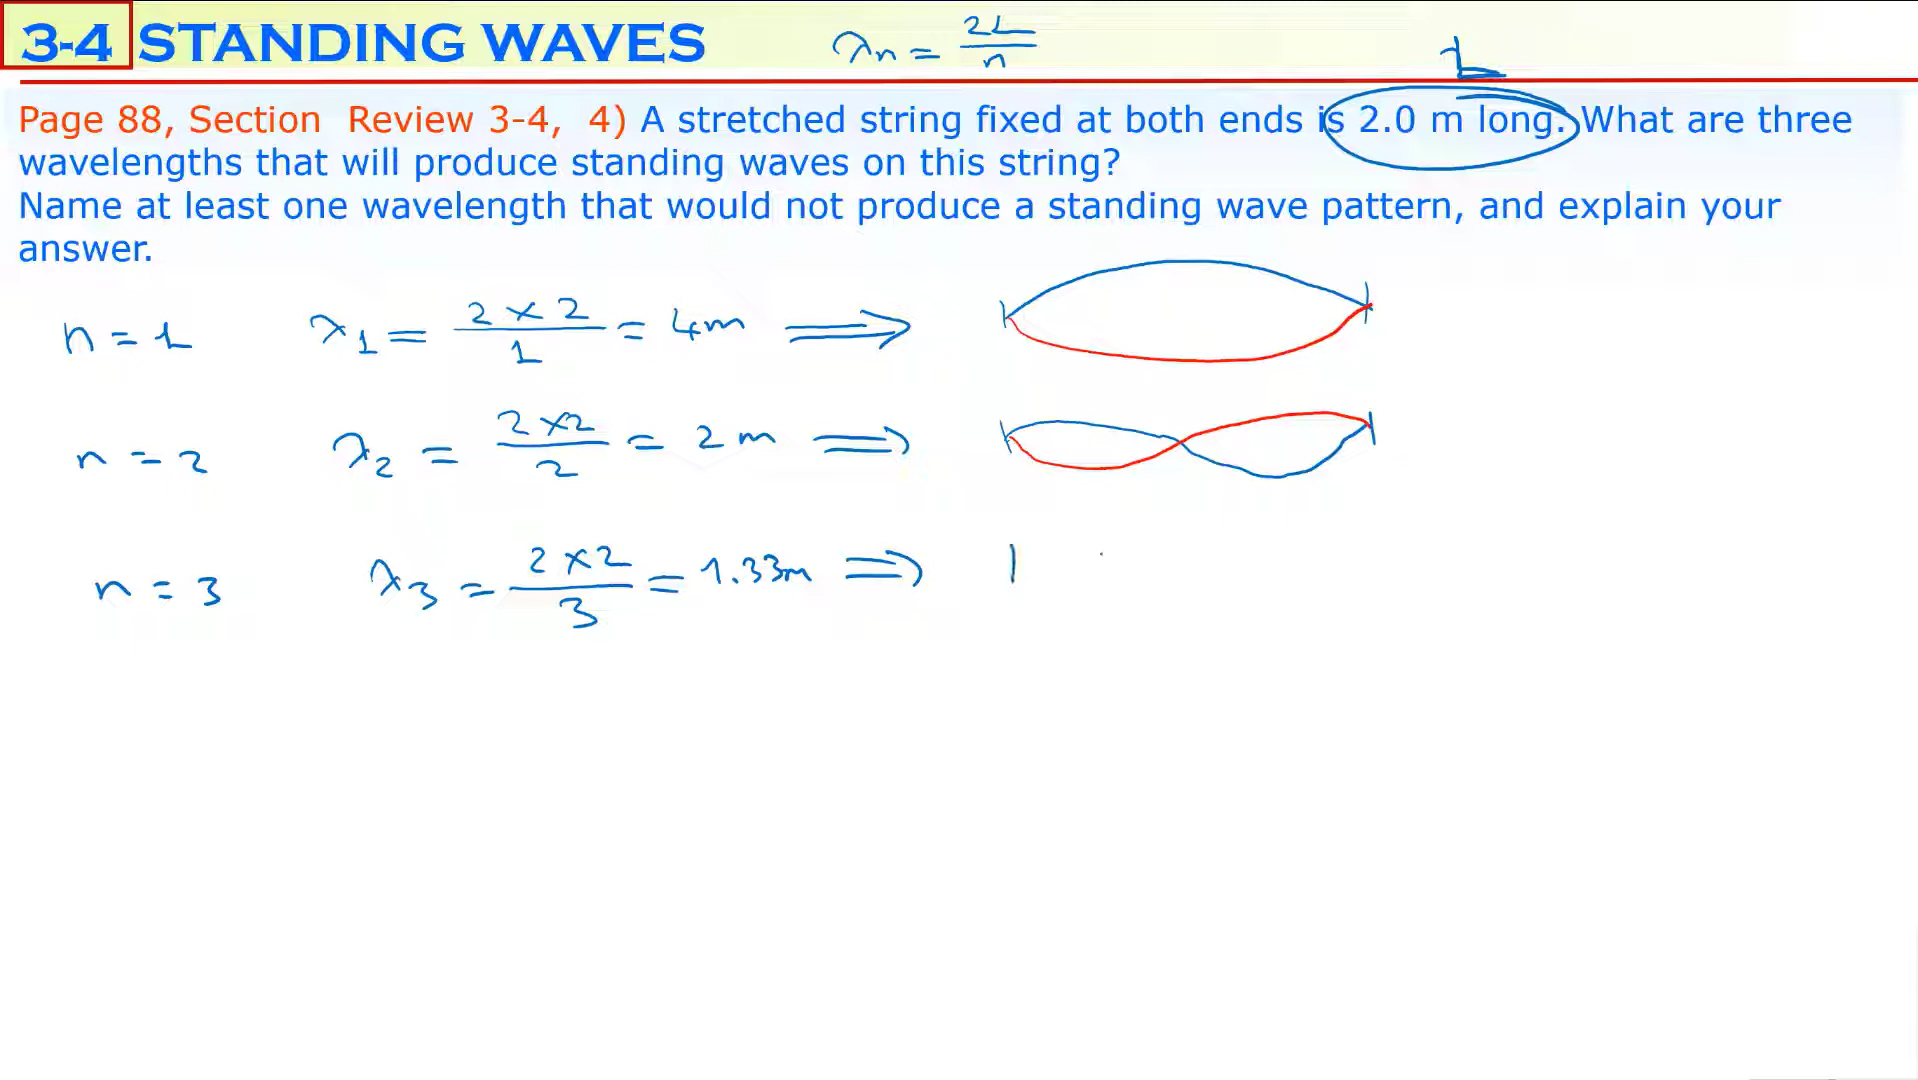 3-4 STANDING WAVES λn = 2L/n L
Page 88, Section Review 3-4, 4) A stretched string fixed at both ends is 2.0 m long. What are three
wavelengths that will produce standing waves on this string?
Name at least one wavelength that would not produce a standing wave pattern, and explain your
answer.
n = 1 λ1 = 2 × 2 / 1 = 4m ⟹
n = 2 λ2 = 2 × 2 / 2 = 2 m ⟹
n = 3 λ3 = 2 × 2 / 3 = 1.33m ⟹